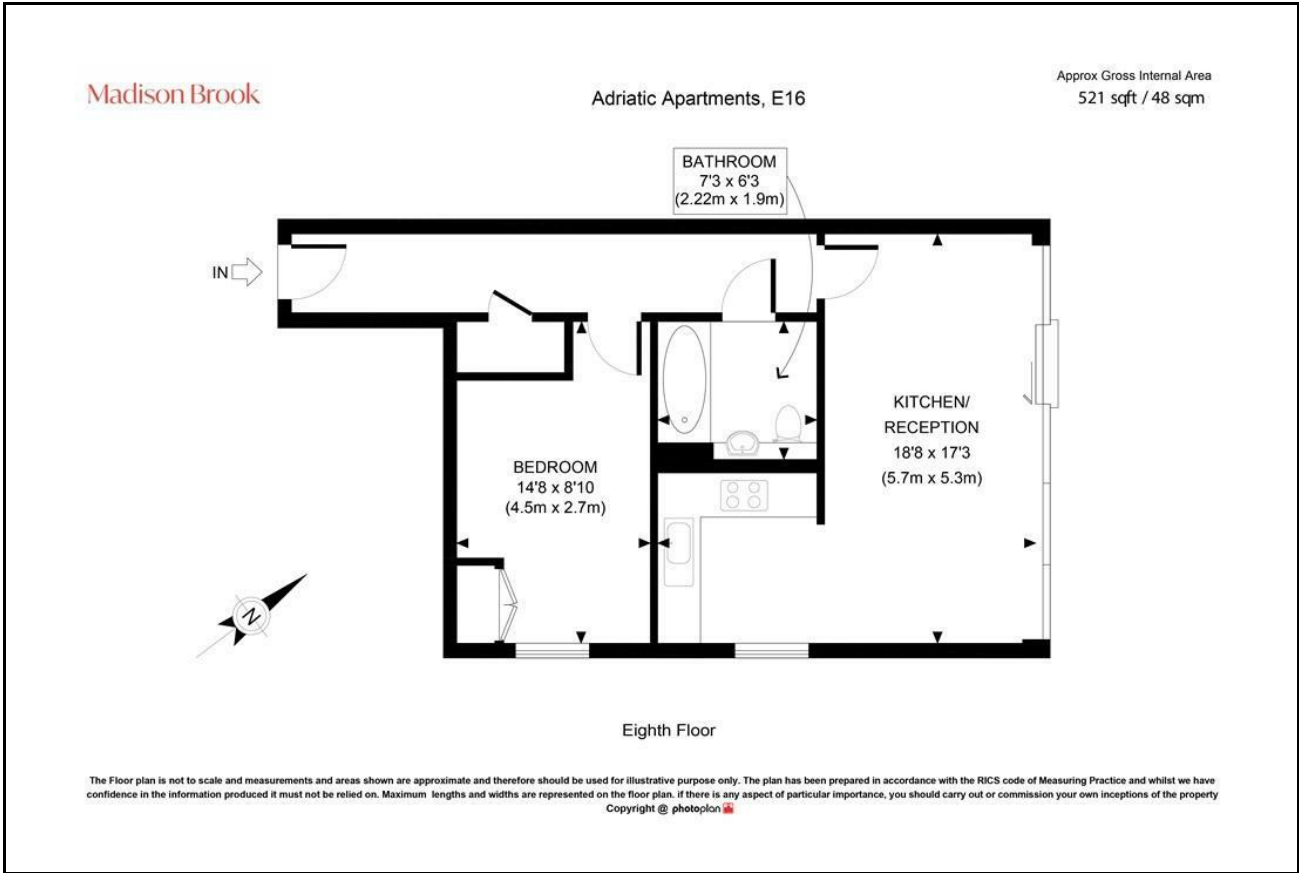 Madison Brook
Adriatic Apartments, E16
Approx Gross Internal Area
521 sqft / 48 sqm
BATHROOM
7'3 x 6'3
(2.22m x 1.9m)
IN
KITCHEN/
RECEPTION
18'8 x 17'3
(5.7m x 5.3m)
BEDROOM
14'8 x 8'10
(4.5m x 2.7m)
N
Eighth Floor
The Floor plan is not to scale and measurements and areas shown are approximate and therefore should be used for illustrative purpose only. The plan has been prepared in accordance with the RICS code of Measuring Practice and whilst we have
confidence in the information produced it must not be relied on. Maximum lengths and widths are represented on the floor plan. if there is any aspect of particular importance, you should carry out or commission your own inceptions of the property
Copyright @ photoplan